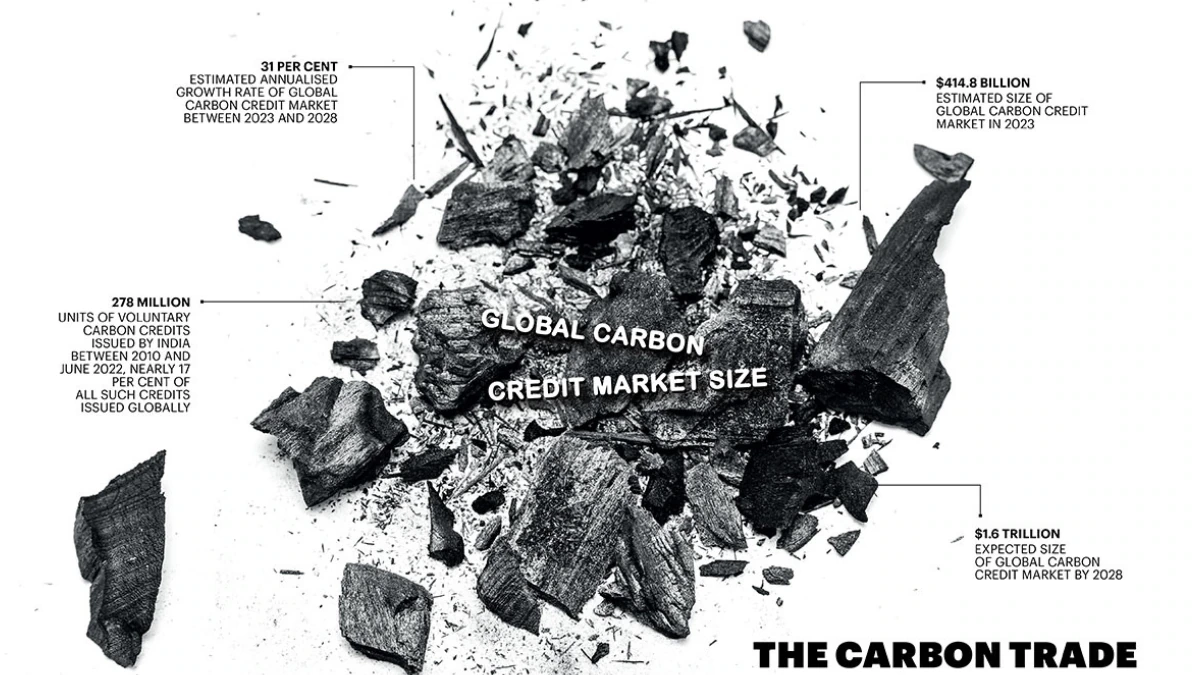 31 PER CENT
ESTIMATED ANNUALISED
GROWTH RATE OF GLOBAL
CARBON CREDIT MARKET
BETWEEN 2023 AND 2028
$414.8 BILLION
ESTIMATED SIZE OF
GLOBAL CARBON CREDIT
MARKET IN 2023
278 MILLION
UNITS OF VOLUNTARY
CARBON CREDITS
ISSUED BY INDIA
BETWEEN 2010 AND
JUNE 2022, NEARLY 17
PER CENT OF
ALL SUCH CREDITS
ISSUED GLOBALLY
GLOBAL CARBON
CREDIT MARKET SIZE
$1.6 TRILLION
EXPECTED SIZE
OF GLOBAL CARBON
CREDIT MARKET BY 2028
THE CARBON TRADE